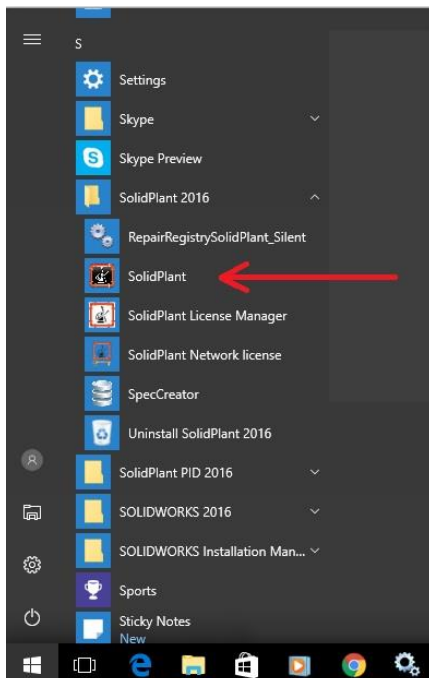 S
Settings
Skype
Skype Preview
SolidPlant 2016
RepairRegistrySolidPlant_Silent
SolidPlant
SolidPlant License Manager
SolidPlant Network license
SpecCreator
Uninstall SolidPlant 2016
SolidPlant PID 2016
SOLIDWORKS 2016
SOLIDWORKS Installation Man...
Sports
Sticky Notes
New